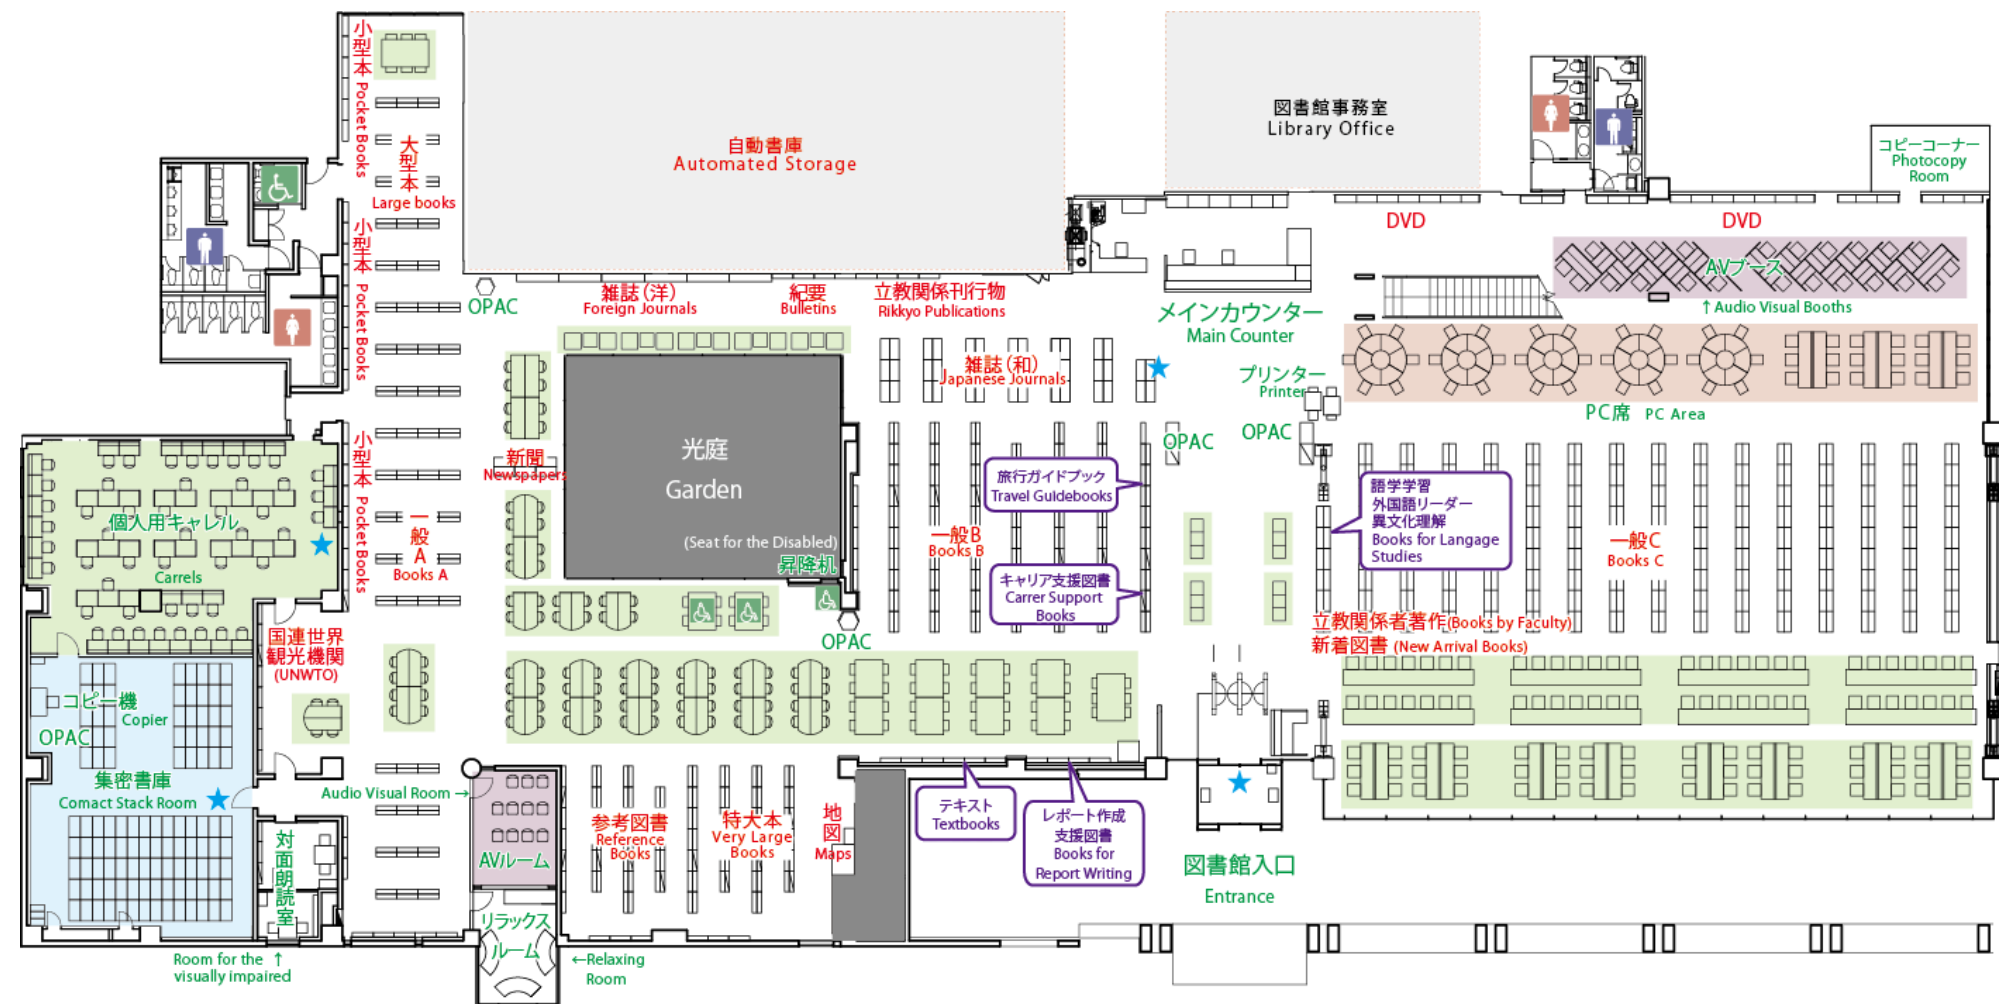 小型本 Pocket Books
大型本
Large books
自動書庫
Automated Storage
図書館事務室
Library Office
コピーコーナー
Photocopy
Room
DVD
DVD
AVブース
↑ Audio Visual Booths
小型本 Pocket Books
OPAC
雑誌(洋)
Foreign Journals
紀要
Bulletins
立教関係刊行物
Rikkyo Publications
メインカウンター
Main Counter
雑誌(和)
Japanese Journals
プリンター
Printer
PC席 PC Area
OPAC
OPAC
光庭
Garden
(Seat for the Disabled)
昇降机
OPAC
新聞
Newspapers
小型本 Pocket Books
一般A
Books A
個人用キャレル
Carrels
旅行ガイドブック
Travel Guidebooks
一般B
Books B
キャリア支援図書
Carrer Support
Books
語学学習
外国語リーダー
異文化理解
Books for Langage
Studies
一般C
Books C
立教関係者著作(Books by Faculty)
新着図書 (New Arrival Books)
国連世界
観光機関
(UNWTO)
コピー機
Copier
OPAC
集密書庫
Comact Stack Room
Audio Visual Room →
AVルーム
参考図書
Reference
Books
特大本
Very Large
Books
地図
Maps
テキスト
Textbooks
レポート作成
支援図書
Books for
Report Writing
図書館入口
Entrance
対面朗読室
Room for the ↑
visually impaired
リラックス
ルーム
←Relaxing
Room